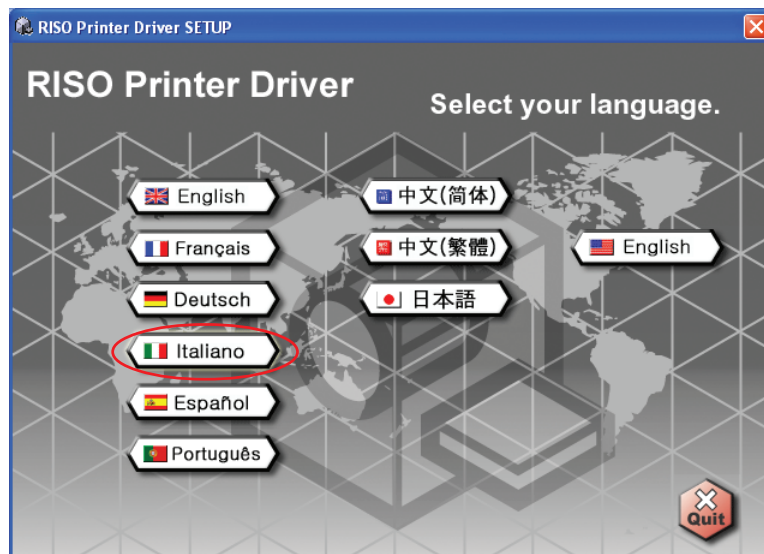 RISO Printer Driver SETUP
RISO Printer Driver
Select your language.
English
Français
Deutsch
Italiano
Español
Português
中文(简体)
中文(繁體)
日本語
English
Quit